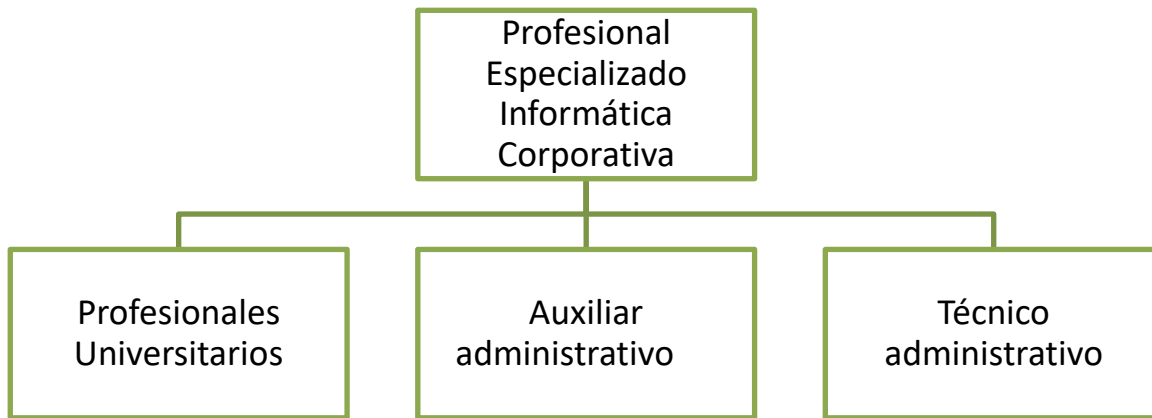 Profesional
Especializado
Informática
Corporativa
Profesionales
Universitarios
Auxiliar
administrativo
Técnico
administrativo